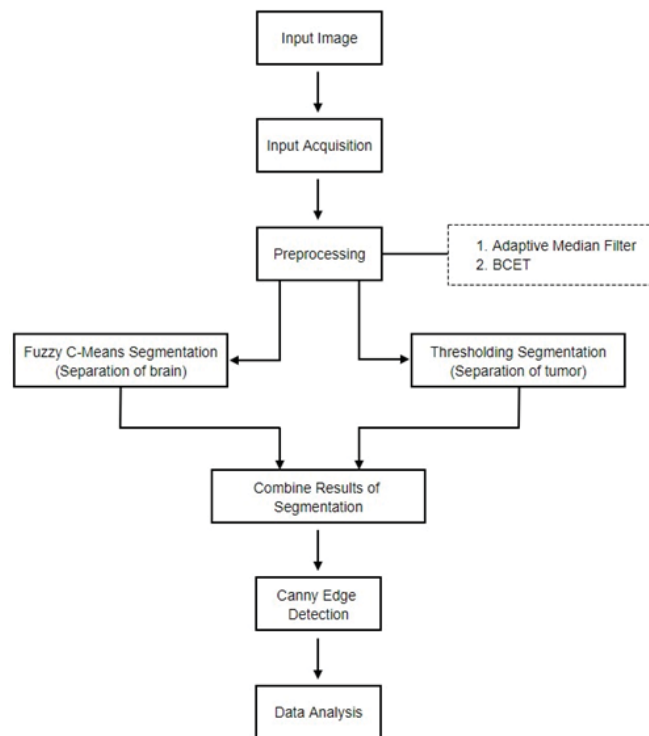 Input Image
Input Acquisition
Preprocessing
1. Adaptive Median Filter
2. BCET
Fuzzy C-Means Segmentation
(Separation of brain)
Thresholding Segmentation
(Separation of tumor)
Combine Results of
Segmentation
Canny Edge
Detection
Data Analysis